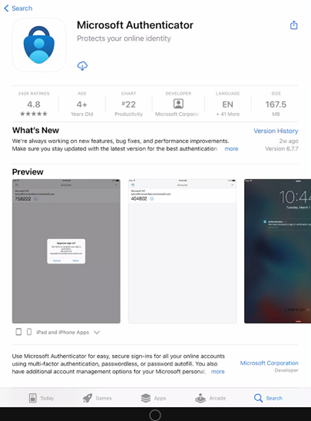 Search
Microsoft Authenticator
Protects your online identity
240K RATINGS
4.8
AGE
4+
Years Old
CHART
#22
Productivity
DEVELOPER
Microsoft Corporation
LANGUAGE
EN
+ 41 More
SIZE
167.5
MB
What's New
Version History
We're always working on new features, bug fixes, and performance improvements.
2w ago
Make sure you stay updated with the latest version for the best authentication
more
Version 6.7.7
Preview
758222
404802
10:4
Tuesday, March
iPad and iPhone Apps
Use Microsoft Authenticator for easy, secure sign-ins for all your online accounts
Microsoft Corporation
using multi-factor authentication, passwordless, or password autofill. You also
Developer
have additional account management options for your Microsoft personal,
more
Today
Games
Apps
Arcade
Search